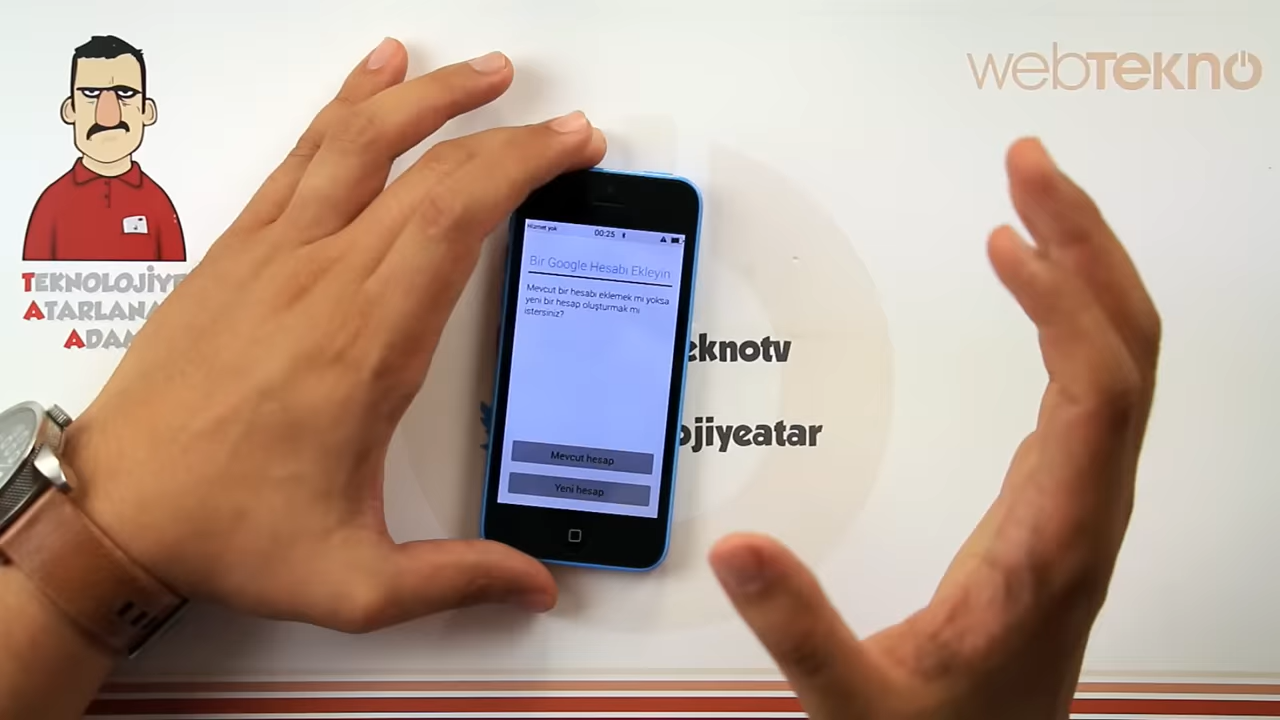 webTEKNO
TEKNOLOJİYE
ATARLANA
ADAM
Hizmet yok 00:25
Bir Google Hesabı Ekleyin
Mevcut bir hesabı eklemek mi yoksa
yeni bir hesap oluşturmak mı
istersiniz?
Mevcut hesap
Yeni hesap
eknotv
ojiyeatar